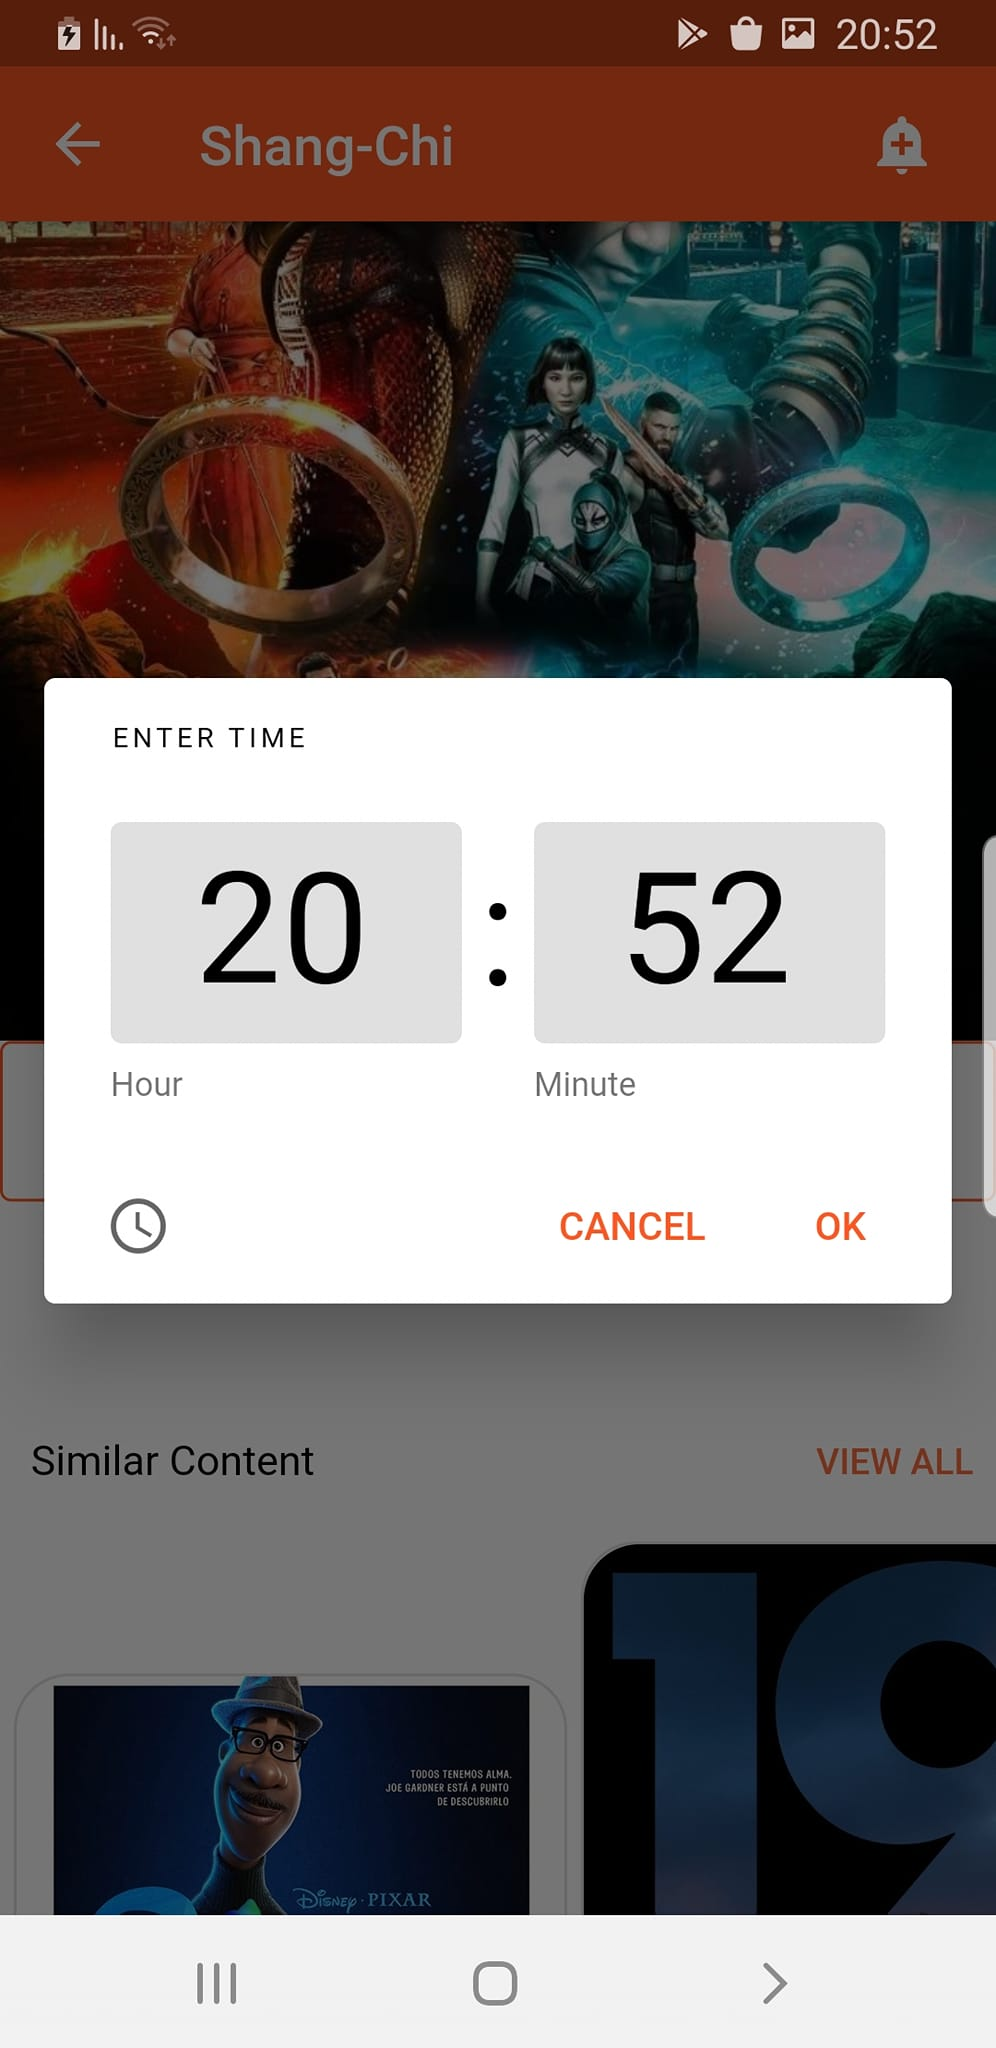 20:52
Shang-Chi
ENTER TIME
20 : 52
Hour Minute
CANCEL OK
Similar Content VIEW ALL
TODOS TENEMOS ALMA.
JOE GARDNER ESTÁ A PUNTO
DE DESCUBRIRLO
Disney · PIXAR
19